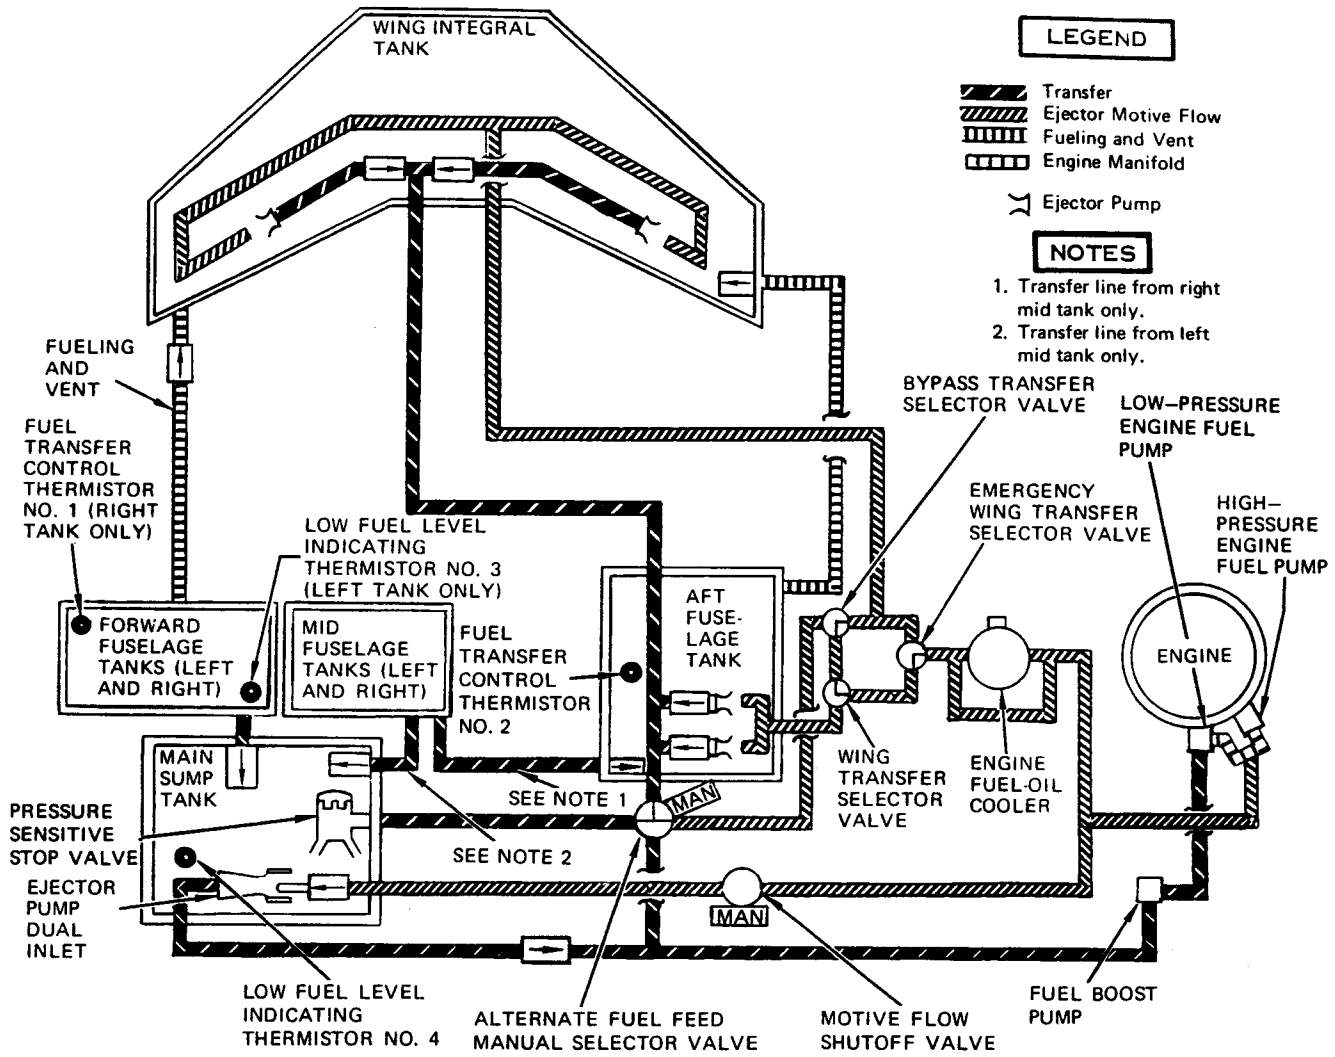 WING INTEGRAL
TANK
LEGEND
Transfer
Ejector Motive Flow
Fueling and Vent
Engine Manifold
Ejector Pump
NOTES
1. Transfer line from right
mid tank only.
2. Transfer line from left
mid tank only.
FUELING
AND
VENT
FUEL
TRANSFER
CONTROL
THERMISTOR
NO. 1 (RIGHT
TANK ONLY)
LOW FUEL LEVEL
INDICATING
THERMISTOR NO. 3
(LEFT TANK ONLY)
BYPASS TRANSFER
SELECTOR VALVE
LOW-PRESSURE
ENGINE FUEL
PUMP
EMERGENCY
WING TRANSFER
SELECTOR VALVE
HIGH-
PRESSURE
ENGINE
FUEL PUMP
FORWARD
FUSELAGE
TANKS (LEFT
AND RIGHT)
MID
FUSELAGE
TANKS (LEFT
AND RIGHT)
FUEL
TRANSFER
CONTROL
THERMISTOR
NO. 2
AFT
FUSE-
LAGE
TANK
ENGINE
MAIN
SUMP
TANK
SEE NOTE 1
MAN
WING
TRANSFER
SELECTOR
VALVE
ENGINE
FUEL-OIL
COOLER
PRESSURE
SENSITIVE
STOP VALVE
SEE NOTE 2
EJECTOR
PUMP
DUAL
INLET
MAN
LOW FUEL LEVEL
INDICATING
THERMISTOR NO. 4
ALTERNATE FUEL FEED
MANUAL SELECTOR VALVE
MOTIVE FLOW
SHUTOFF VALVE
FUEL BOOST
PUMP